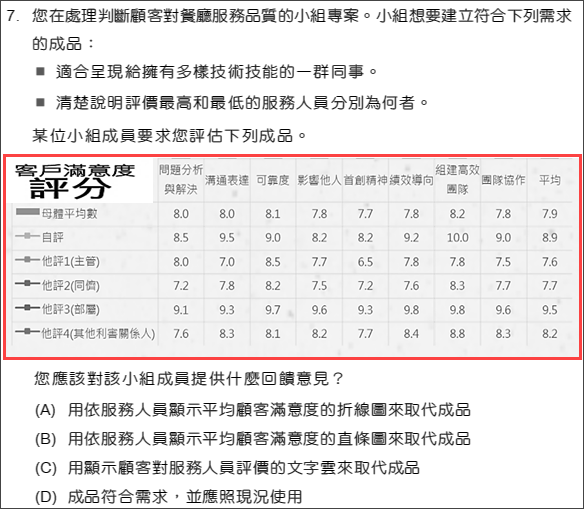 7. 您在處理判斷顧客對餐廳服務品質的小組專案。小組想要建立符合下列需求
的成品：
■ 適合呈現給擁有多樣技術技能的一群同事。
■ 清楚說明評價最高和最低的服務人員分別為何者。
某位小組成員要求您評估下列成品。
客戶滿意度
評分
問題分析
與解決 溝通表達 可靠度 影響他人 首創精神 績效導向 組建高效
團隊 團隊協作 平均
母體平均數 8.0 8.0 8.1 7.8 7.7 7.8 8.2 7.8 7.9
自評 8.5 9.5 9.0 8.2 8.2 9.2 10.0 9.0 8.9
他評1(主管) 8.0 7.0 8.5 7.7 6.5 7.8 7.8 7.5 7.6
他評2(同儕) 7.2 7.8 8.2 7.5 7.2 7.6 8.3 7.7 7.7
他評3(部屬) 9.1 9.3 9.7 9.6 9.3 9.8 9.8 9.6 9.5
他評4(其他利害關係人) 7.6 8.3 8.1 8.2 7.7 8.4 8.8 8.3 8.2
您應該對該小組成員提供什麼回饋意見？
(A) 用依服務人員顯示平均顧客滿意度的折線圖來取代成品
(B) 用依服務人員顯示平均顧客滿意度的直條圖來取代成品
(C) 用顯示顧客對服務人員評價的文字雲來取代成品
(D) 成品符合需求，並應照現況使用